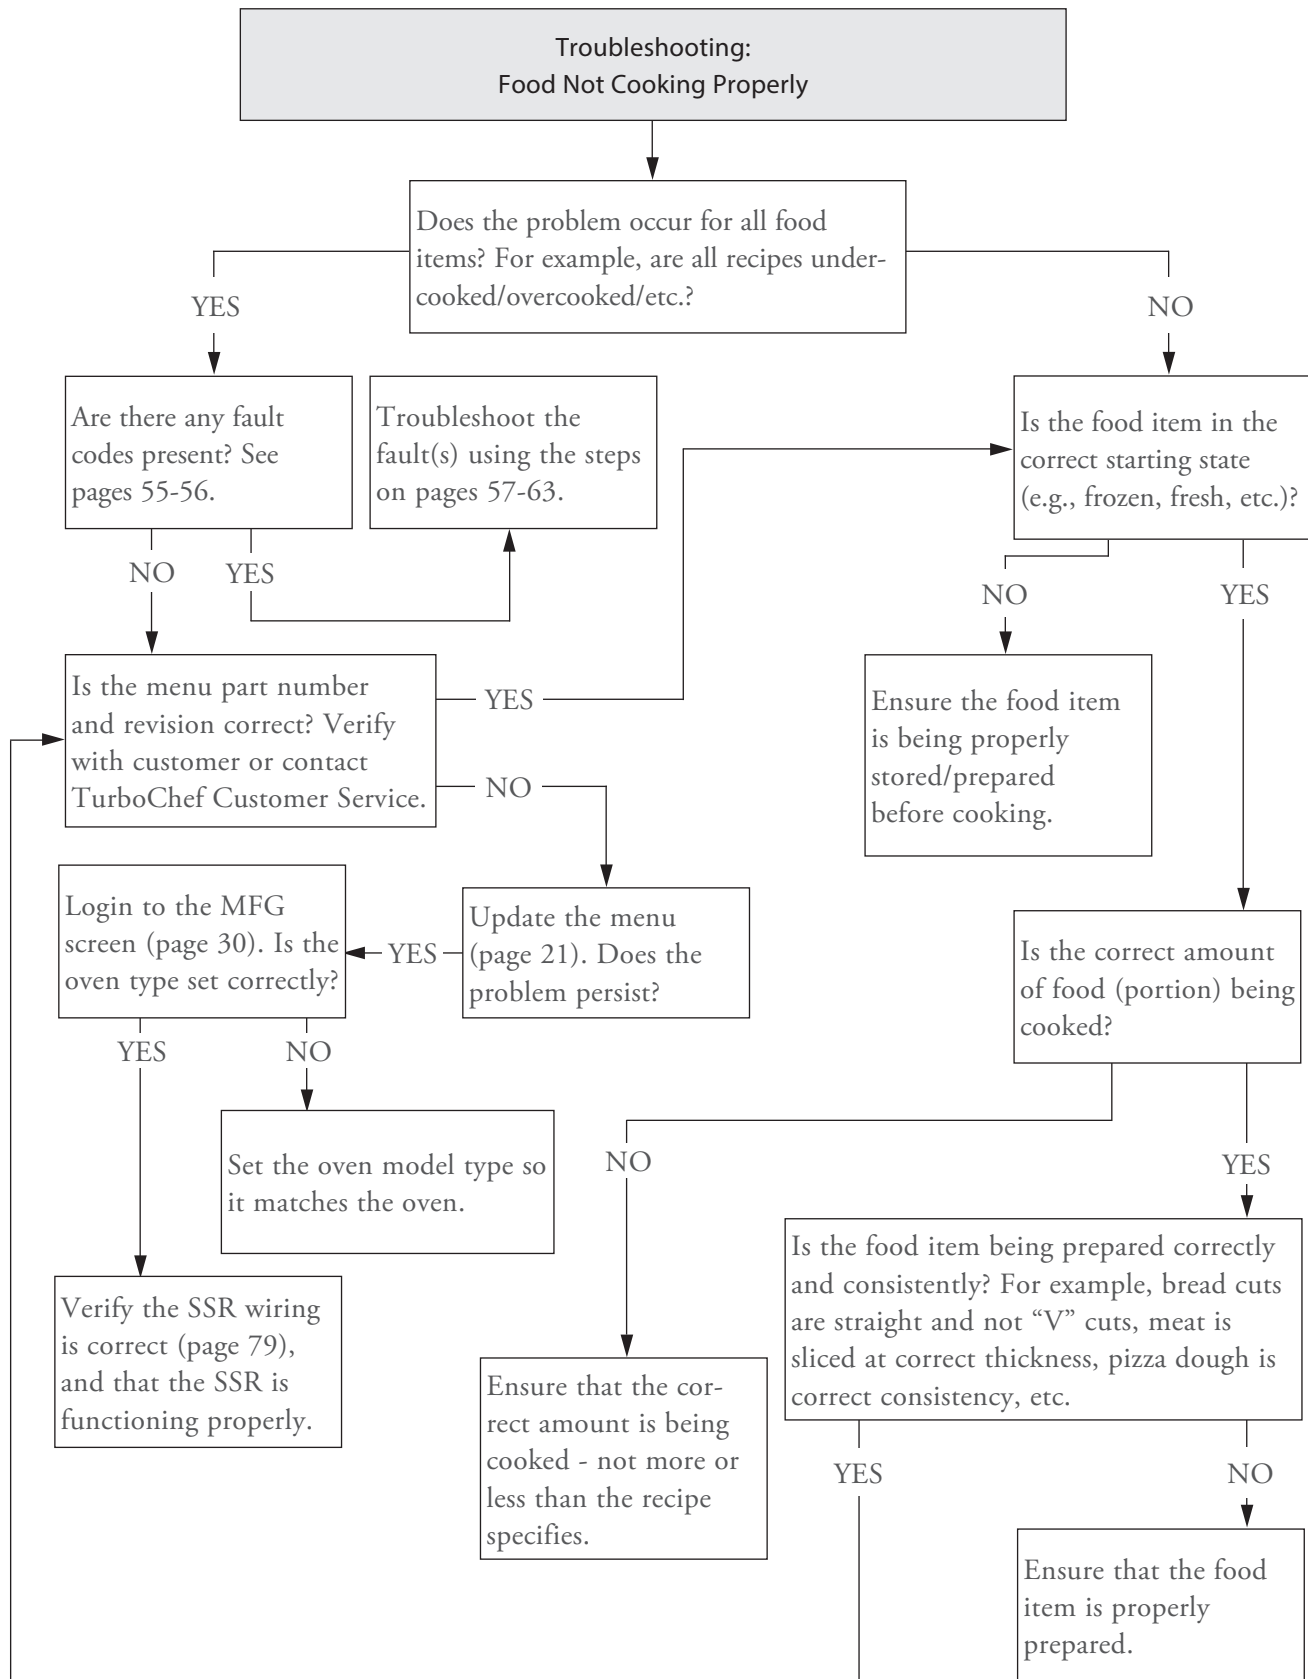 Troubleshooting:
Food Not Cooking Properly
Does the problem occur for all food
items? For example, are all recipes under-
cooked/overcooked/etc.?
YES
NO
Are there any fault
codes present? See
pages 55-56.
Troubleshoot the
fault(s) using the steps
on pages 57-63.
Is the food item in the
correct starting state
(e.g., frozen, fresh, etc.)?
NO
YES
NO
YES
Is the menu part number
and revision correct? Verify
with customer or contact
TurboChef Customer Service.
YES
NO
Ensure the food item
is being properly
stored/prepared
before cooking.
Login to the MFG
screen (page 30). Is the
oven type set correctly?
YES
Update the menu
(page 21). Does the
problem persist?
Is the correct amount
of food (portion) being
cooked?
YES
NO
Set the oven model type so
it matches the oven.
NO
YES
Verify the SSR wiring
is correct (page 79),
and that the SSR is
functioning properly.
Is the food item being prepared correctly
and consistently? For example, bread cuts
are straight and not “V” cuts, meat is
sliced at correct thickness, pizza dough is
correct consistency, etc.
Ensure that the cor-
rect amount is being
cooked - not more or
less than the recipe
specifies.
YES
NO
Ensure that the food
item is properly
prepared.